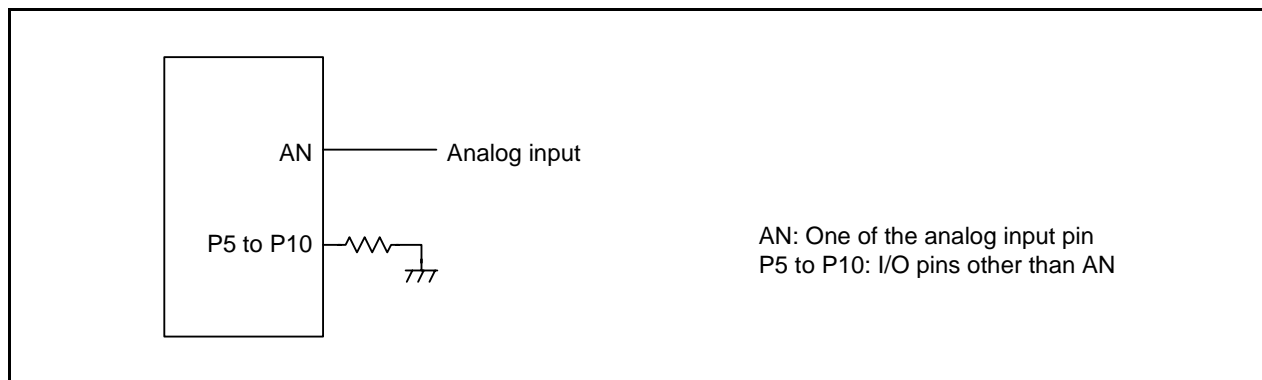 AN
Analog input
P5 to P10
AN: One of the analog input pin
P5 to P10: I/O pins other than AN